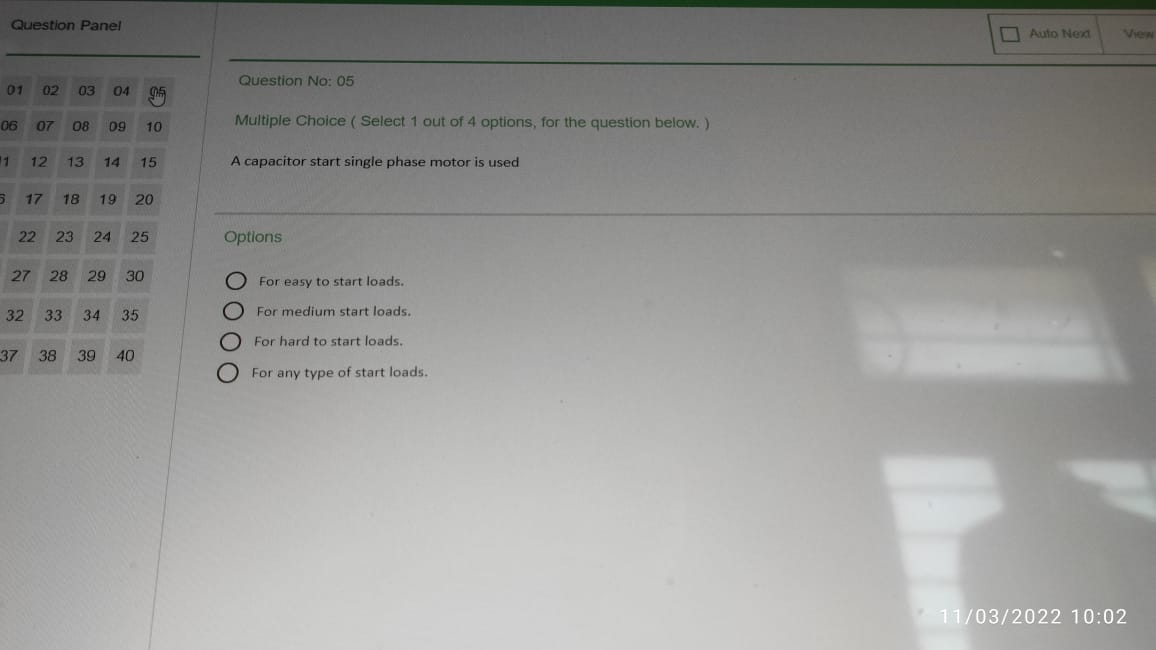 Question Panel
Auto Next
View
Question No: 05
01 02 03 04 05
Multiple Choice ( Select 1 out of 4 options, for the question below. )
06 07 08 09 10
A capacitor start single phase motor is used
12 13 14 15
17 18 19 20
Options
22 23 24 25
For easy to start loads.
27 28 29 30
For medium start loads.
32 33 34 35
For hard to start loads.
37 38 39 40
For any type of start loads.
11/03/2022 10:02